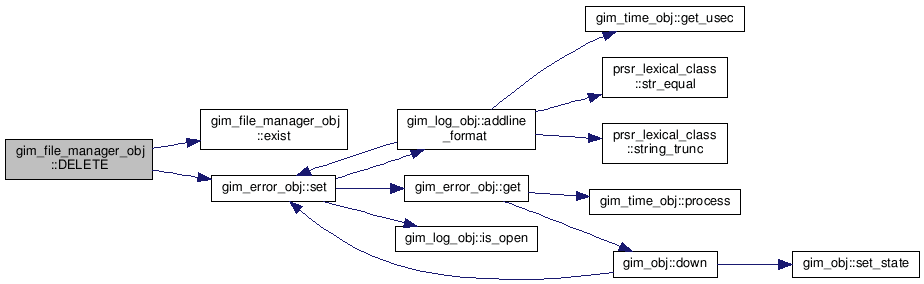 gim_file_manager_obj
::DELETE
gim_file_manager_obj
::exist
gim_error_obj::set
gim_log_obj::addline
_format
gim_error_obj::get
gim_log_obj::is_open
gim_time_obj::get_usec
prsr_lexical_class
::str_equal
prsr_lexical_class
::string_trunc
gim_time_obj::process
gim_obj::down
gim_obj::set_state